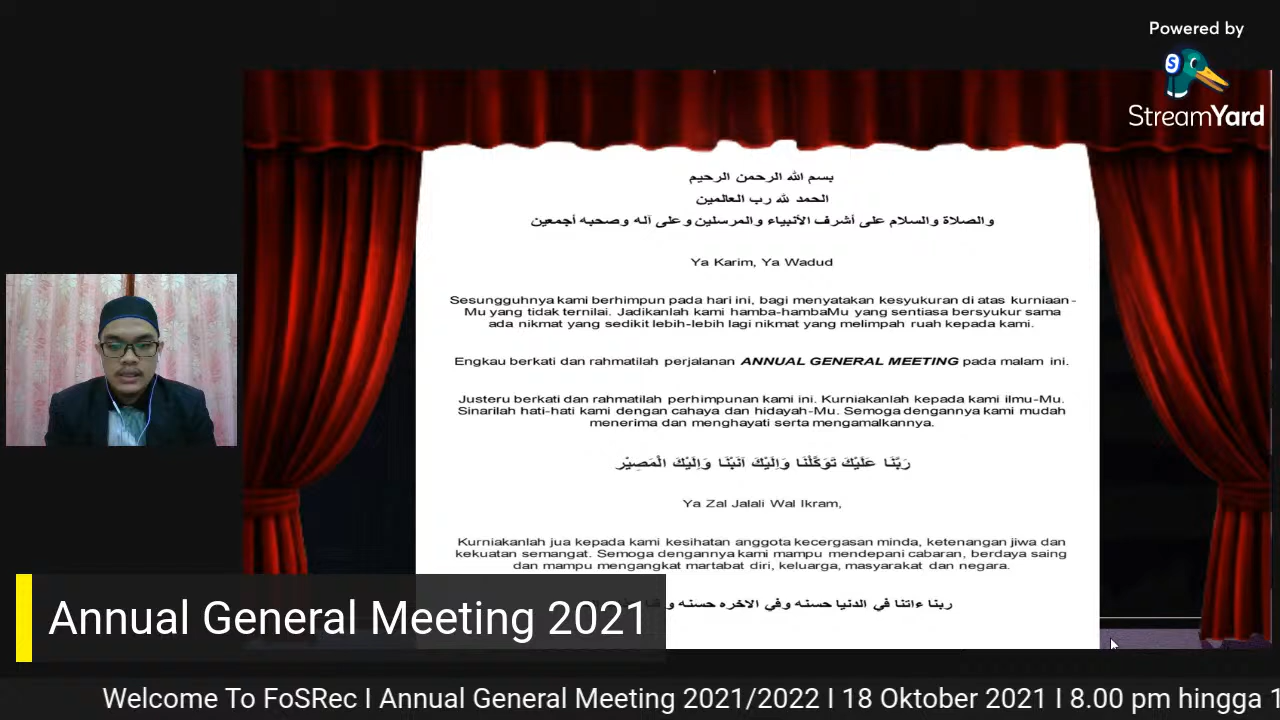 Powered by
StreamYard
بسم الله الرحمن الرحيم
الحمد لله رب العالمين
والصلاة والسلام على أشرف الأنبياء والمرسلين وعلى آله وصحبه أجمعين
Ya Karim, Ya Wadud
Sesungguhnya kami berhimpun pada hari ini, bagi menyatakan kesyukuran di atas kurniaan-
Mu yang tidak ternilai. Jadikanlah kami hamba-hambaMu yang sentiasa bersyukur sama
ada nikmat yang sedikit lebih-lebih lagi nikmat yang melimpah ruah kepada kami.
Engkau berkati dan rahmatilah perjalanan ANNUAL GENERAL MEETING pada malam ini.
Justeru berkati dan rahmatilah perhimpunan kami ini. Kurniakanlah kepada kami ilmu-Mu.
Sinarilah hati-hati kami dengan cahaya dan hidayah-Mu. Semoga dengannya kami mudah
menerima dan menghayati serta mengamalkannya.
رَبَّنَا عَلَيْكَ تَوَكَّلْنَا وَاِلَيْكَ اَنَبْنَا وَاِلَيْكَ الْمَصِيْرُ
Ya Zal Jalali Wal Ikram,
Kurniakanlah jua kepada kami kesihatan anggota kecergasan minda, ketenangan jiwa dan
kekuatan semangat. Semoga dengannya kami mampu mendepani cabaran, berdaya saing
dan mampu mengangkat martabat diri, keluarga, masyarakat dan negara.
ربنا ءاتنا في الدنيا حسنه وفي الاخره حسنه و
Annual General Meeting 2021
Welcome To FoSRec I Annual General Meeting 2021/2022 I 18 Oktober 2021 I 8.00 pm hingga 1